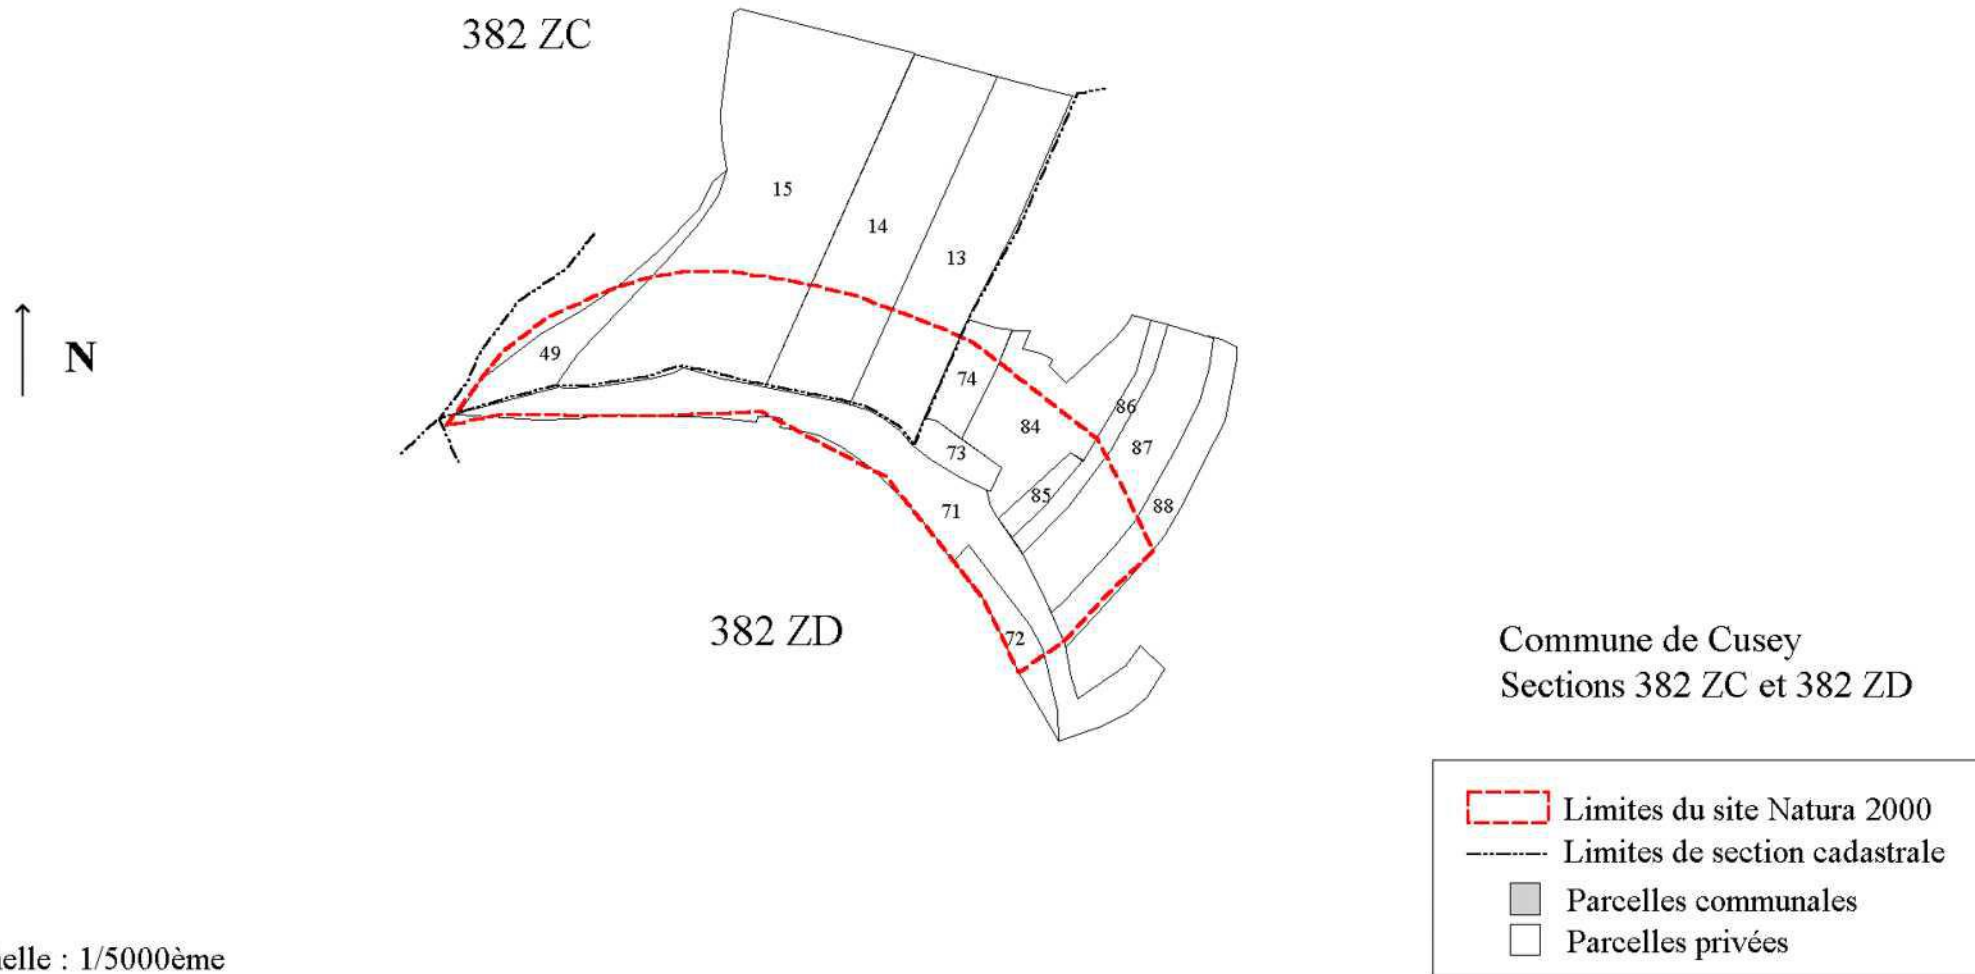 382 ZC
15
14
13
N
49
74
86
84
87
73
85
88
71
72
382 ZD
Commune de Cusey
Sections 382 ZC et 382 ZD
Limites du site Natura 2000
Limites de section cadastrale
Parcelles communales
Parcelles privées
: 1/5000ème